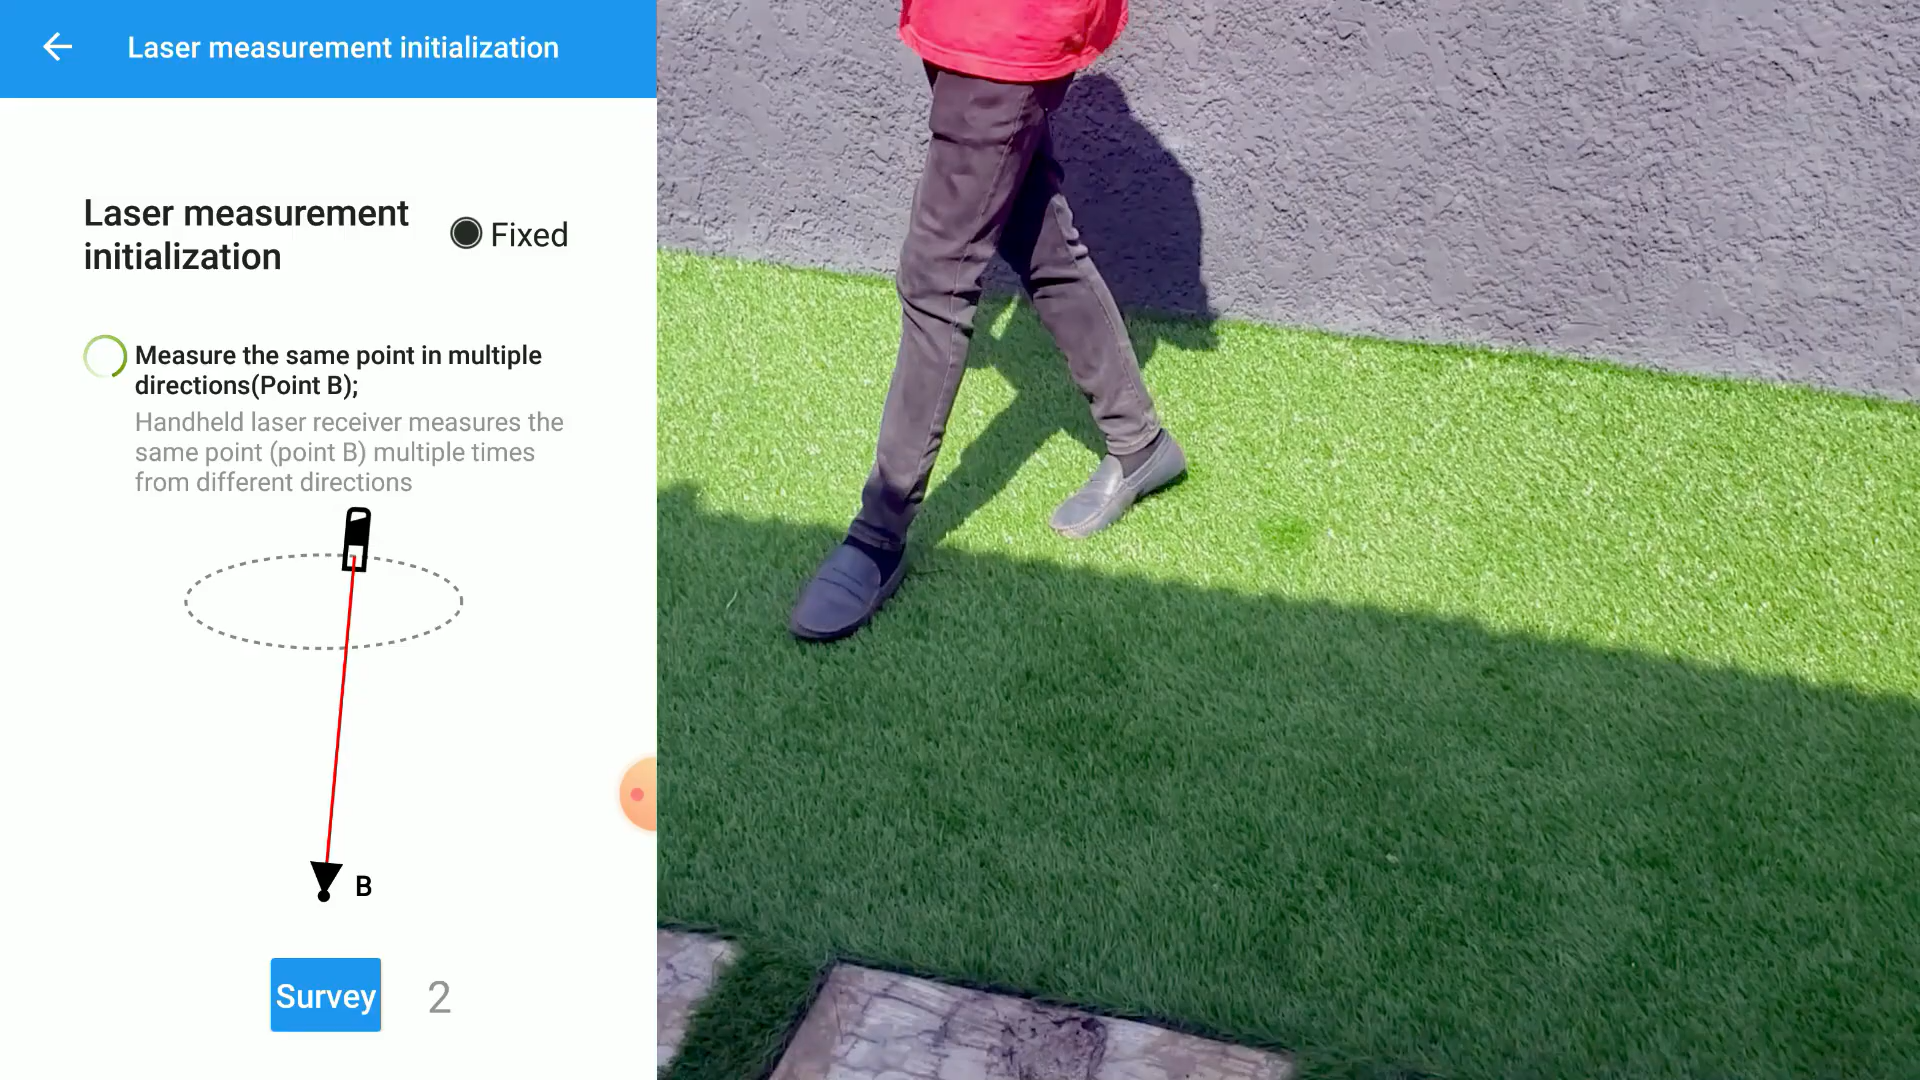 Laser measurement initialization
Laser measurement
initialization
Fixed
Measure the same point in multiple
directions(Point B);
Handheld laser receiver measures the
same point (point B) multiple times
from different directions
B
Survey
2